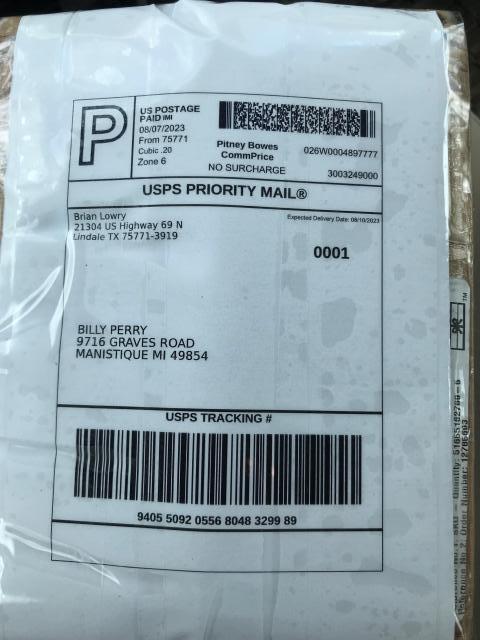 P
US POSTAGE
PAID IMI
08/07/2023
From 75771
Cubic .20
Zone 6
Pitney Bowes
CommPrice
NO SURCHARGE
026W0004897777
3003249000
USPS PRIORITY MAIL®
Brian Lowry
21304 US Highway 69 N
Lindale TX 75771-3919
Expected Delivery Date: 08/10/2023
0001
BILLY PERRY
9716 GRAVES ROAD
MANISTIQUE MI 49854
USPS TRACKING #
9405 5092 0556 8048 3299 89
TM